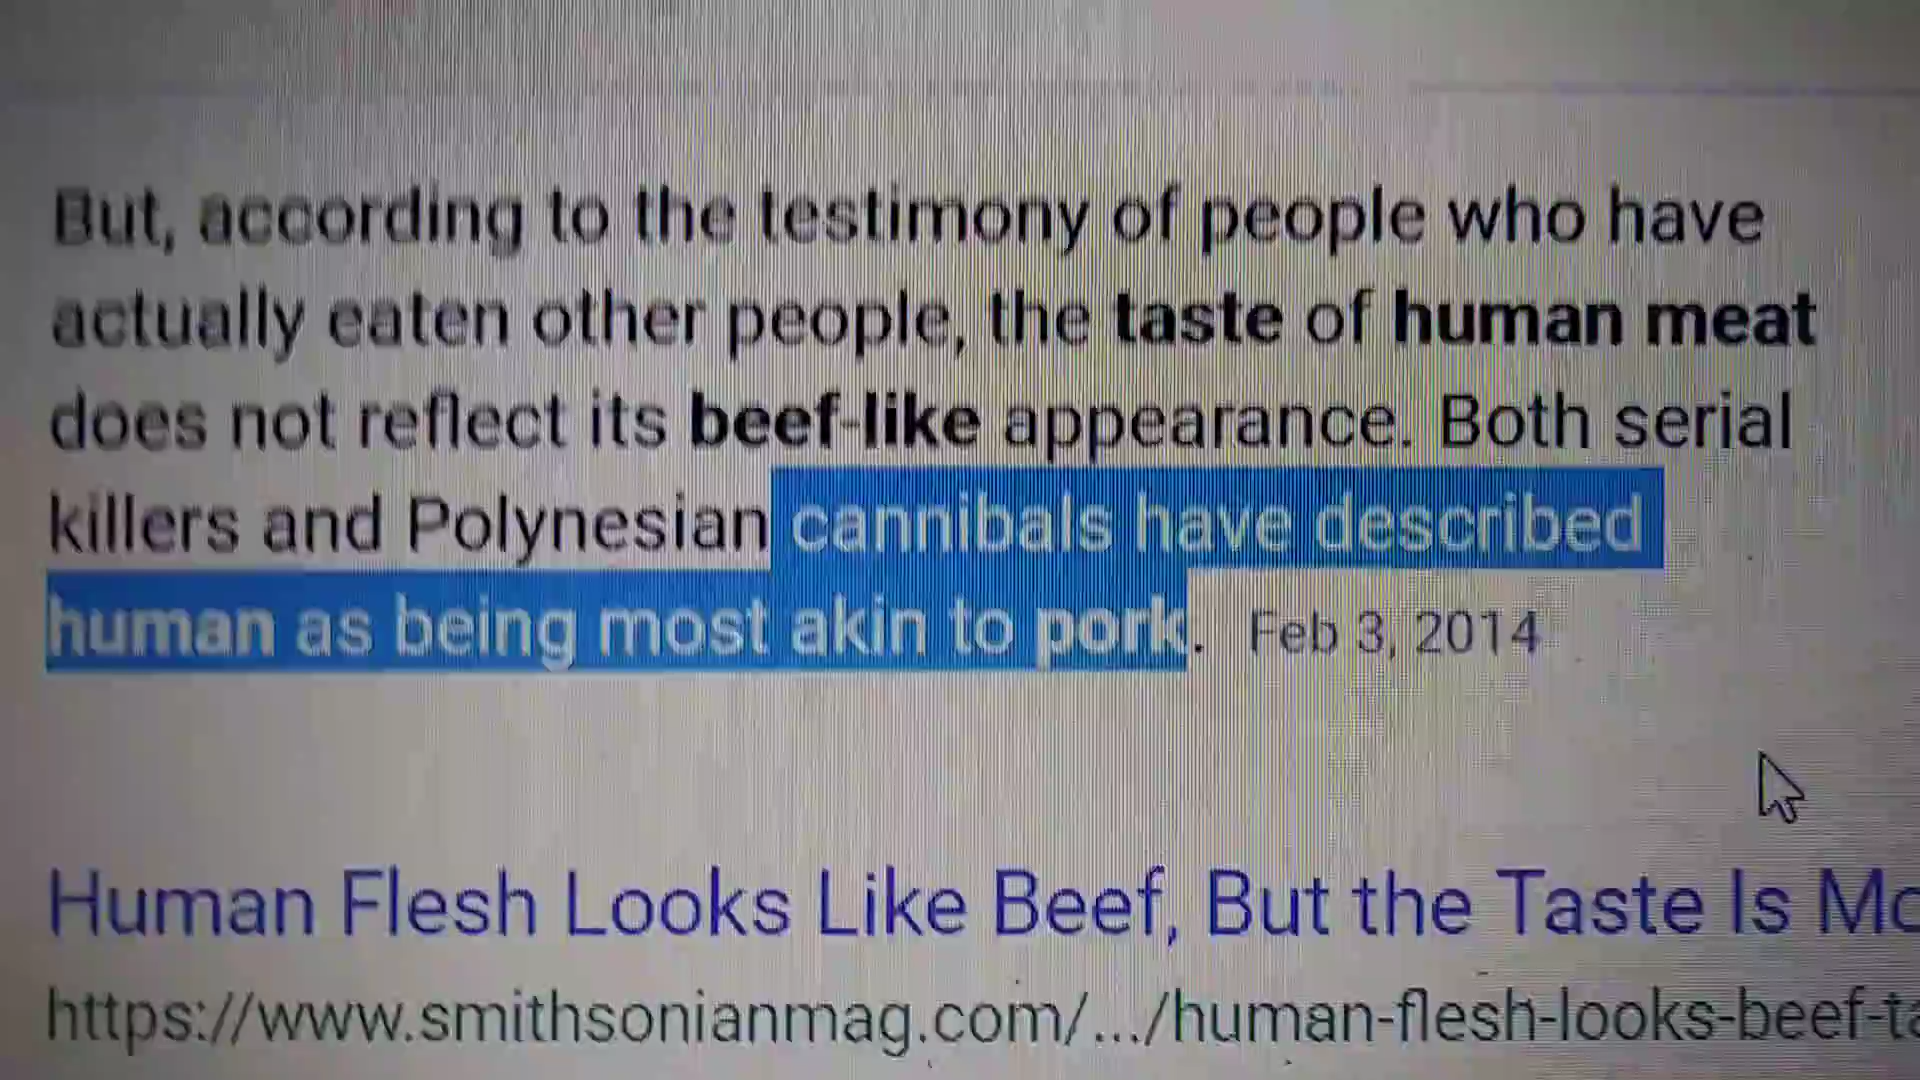 But, according to the testimony of people who have
actually eaten other people, the taste of human meat
does not reflect its beef-like appearance. Both serial
killers and Polynesian cannibals have described
human as being most akin to pork. Feb 3, 2014
Human Flesh Looks Like Beef, But the Taste Is Mo
https://www.smithsonianmag.com/.../human-flesh-looks-beef-ta